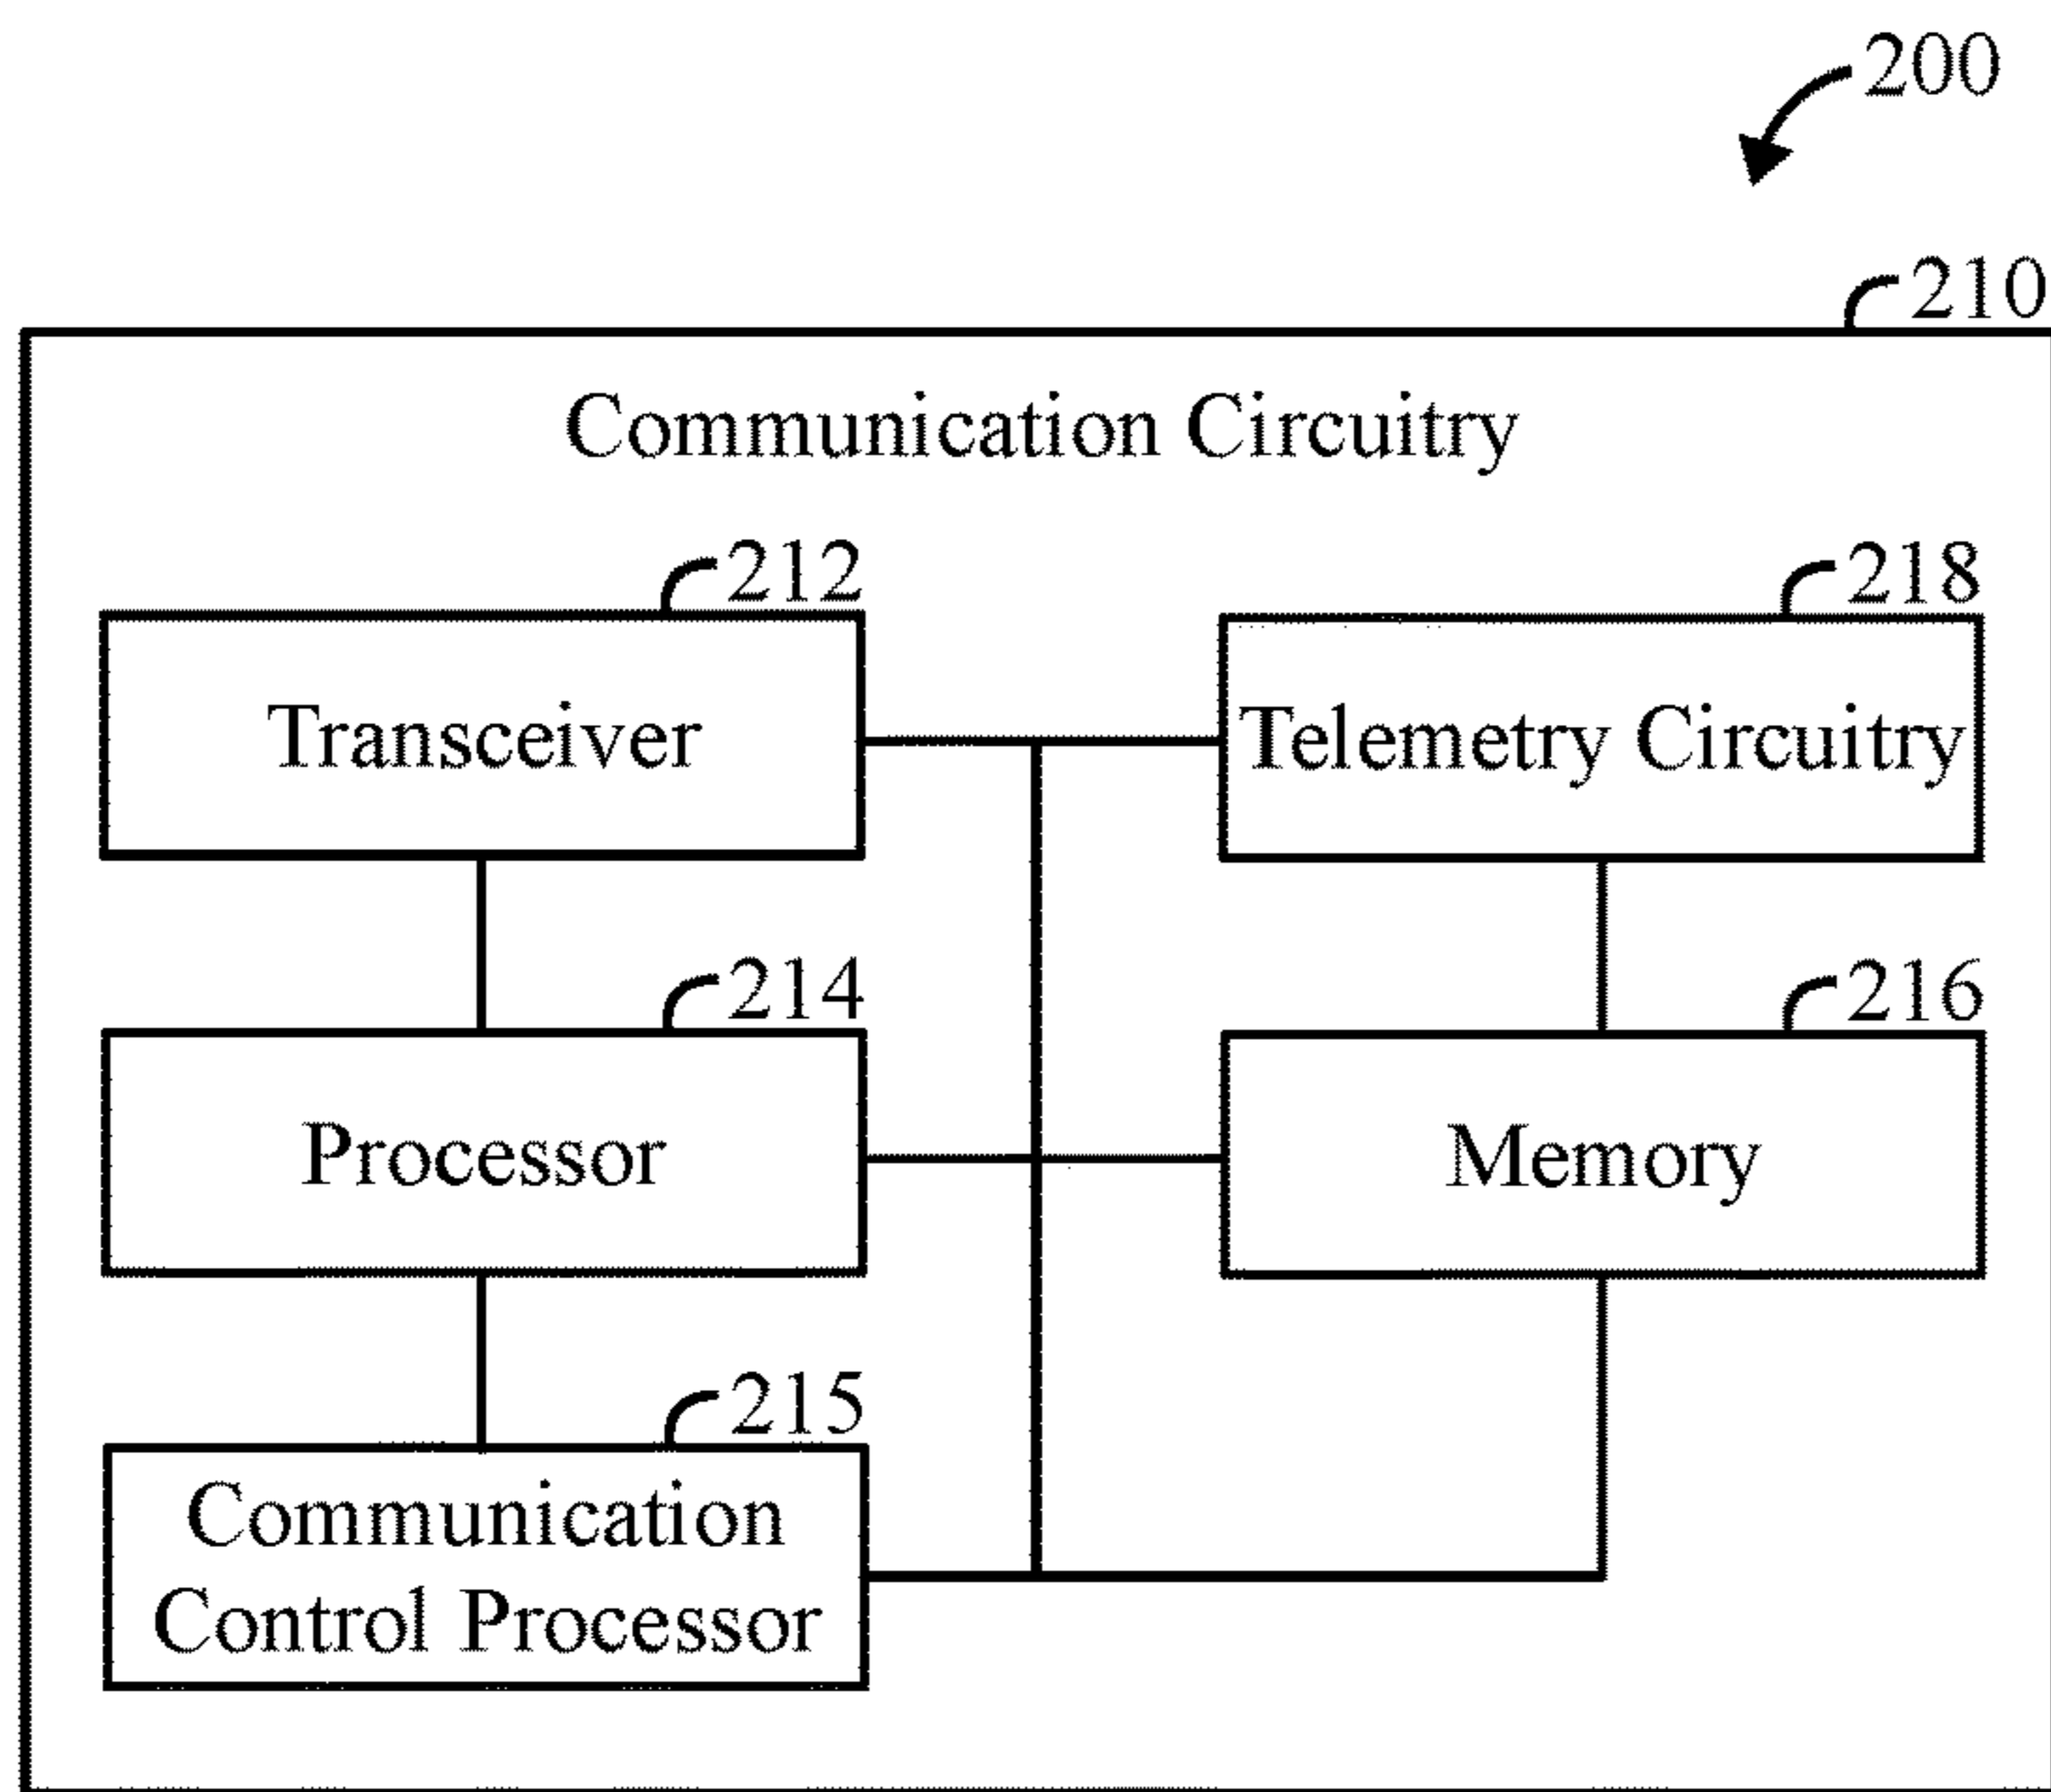 200
210
Communication Circuitry
212
218
Transceiver
Telemetry Circuitry
214
216
Processor
Memory
215
Communication
Control Processor